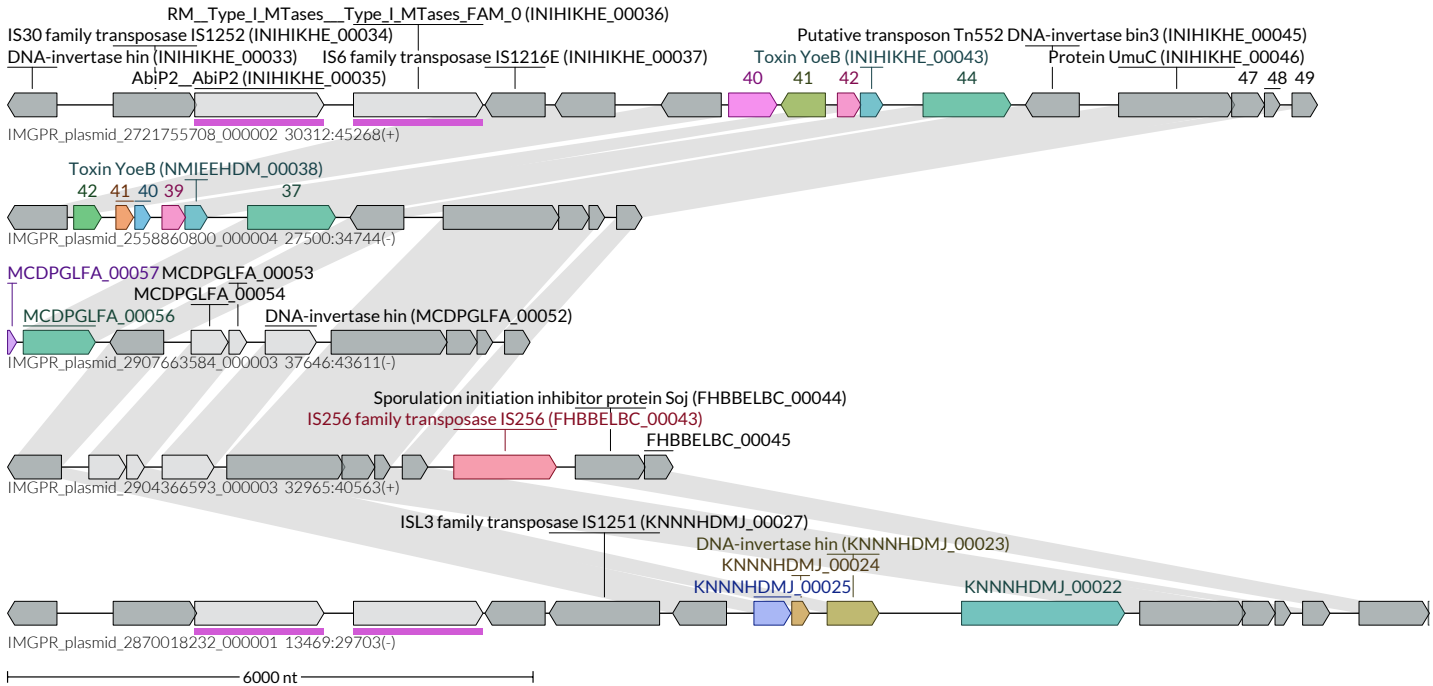 RM__Type_I_MTases___Type_I_MTases_FAM_0 (INIHIKHE_00036)
IS30 family transposase IS1252 (INIHIKHE_00034) Putative transposon Tn552 DNA-invertase bin3 (INIHIKHE_00045)
DNA-invertase hin (INIHIKHE_00033) IS6 family transposase IS1216E (INIHIKHE_00037) Toxin YoeB (INIHIKHE_00043) Protein UmuC (INIHIKHE_00046)
AbiP2__AbiP2 (INIHIKHE_00035) 40 41 42 44 47 48 49
IMGPR_plasmid_2721755708_000002 30312:45268(+)
Toxin YoeB (NMIEEHDM_00038)
42 41 40 39 37
IMGPR_plasmid_2558860800_000004 27500:34744(-)
MCDPGLFA_00057 MCDPGLFA_00053
MCDPGLFA_00054
MCDPGLFA_00056 DNA-invertase hin (MCDPGLFA_00052)
IMGPR_plasmid_2907663584_000003 37646:43611(-)
Sporulation initiation inhibitor protein Soj (FHBBELBC_00044)
IS256 family transposase IS256 (FHBBELBC_00043)
FHBBELBC_00045
IMGPR_plasmid_2904366593_000003 32965:40563(+)
ISL3 family transposase IS1251 (KNNNHDMJ_00027)
DNA-invertase hin (KNNNHDMJ_00023)
KNNNHDMJ_00024
KNNNHDMJ_00025 KNNNHDMJ_00022
IMGPR_plasmid_2870018232_000001 13469:29703(-)
6000 nt